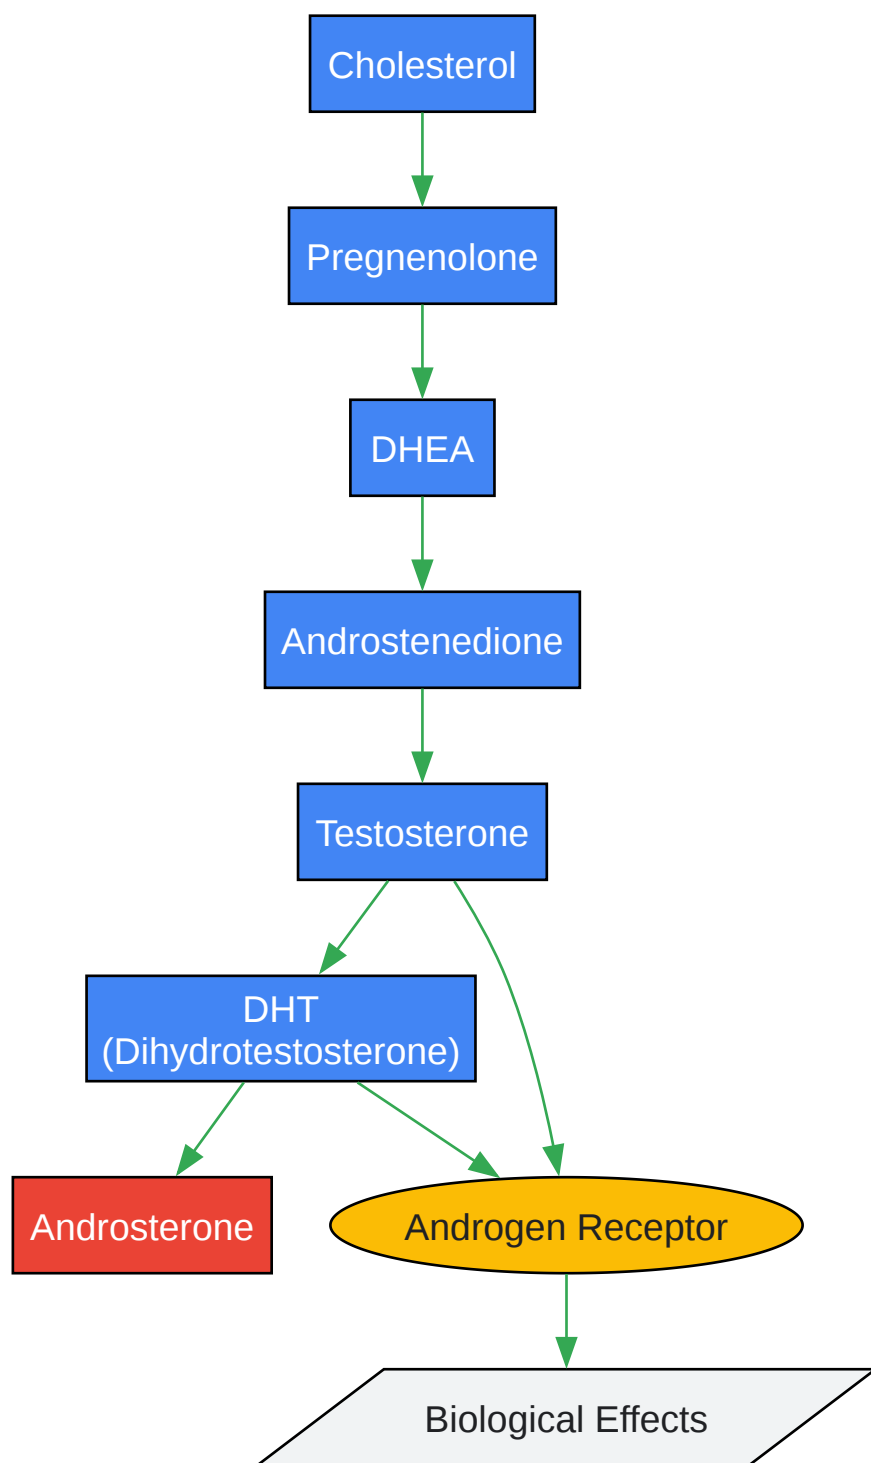 Cholesterol
Pregnenolone
DHEA
Androstenedione
Testosterone
DHT
(Dihydrotestosterone)
Androsterone
Androgen Receptor
Biological Effects